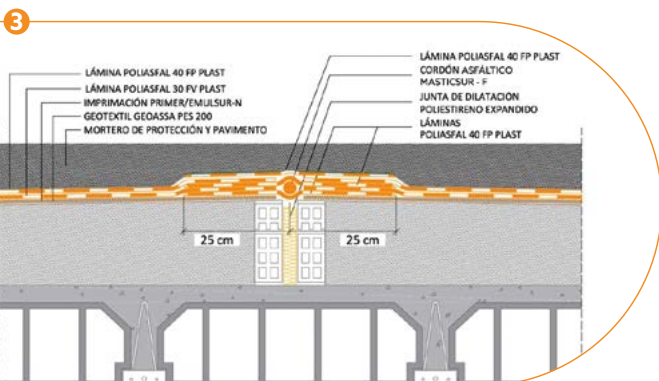 3
LÁMINA POLIASFAL 40 FP PLAST
LÁMINA POLIASFAL 30 FV PLAST
IMPRIMACIÓN PRIMER/EMULSUR-N
GEOTEXTIL GEOASSA PES 200
MORTERO DE PROTECCIÓN Y PAVIMENTO
LÁMINA POLIASFAL 40 FP PLAST
CORDÓN ASFÁLTICO
MASTICSUR - F
JUNTA DE DILATACIÓN
POLIESTIRENO EXPANDIDO
LÁMINAS
POLIASFAL 40 FP PLAST
25 cm
25 cm